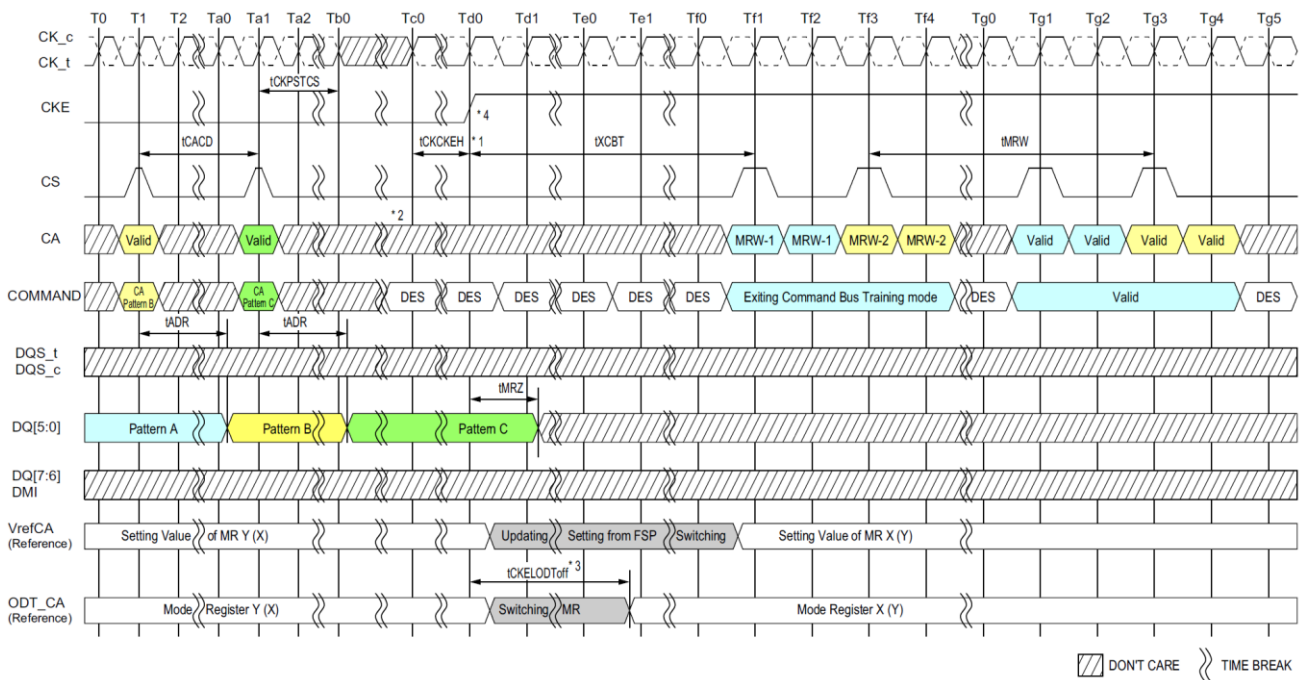 T0 T1 T2 Ta0 Ta1 Ta2 Tb0 Tc0 Td0 Td1 Te0 Te1 Tf0 Tf1 Tf2 Tf3 Tf4 Tg0 Tg1 Tg2 Tg3 Tg4 Tg5
CK_c
CK_t
tCKPSTCS
CKE
* 4
tCACD tCKCKEH * 1 tXCBT tMRW
CS
* 2
CA Valid Valid MRW-1 MRW-1 MRW-2 MRW-2 Valid Valid Valid Valid
COMMAND CA Pattern B CA Pattern C DES DES DES DES DES DES Exiting Command Bus Training mode DES Valid DES
tADR tADR
DQS_t
DQS_c
tMRZ
DQ[5:0] Pattern A Pattern B Pattern C
DQ[7:6]
DMI
VrefCA
(Reference)
Setting Value of MR Y (X) Updating Setting from FSP Switching Setting Value of MR X (Y)
tCKELODToff * 3
ODT_CA
(Reference)
Mode Register Y (X) Switching MR Mode Register X (Y)
DON'T CARE TIME BREAK